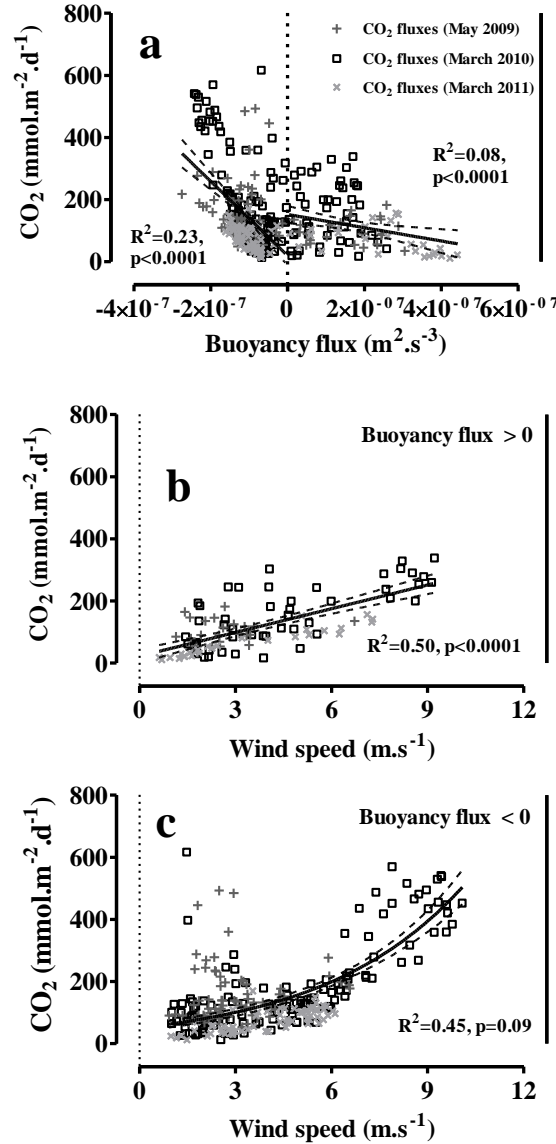 a
+ CO₂ fluxes (May 2009)
□ CO₂ fluxes (March 2010)
× CO₂ fluxes (March 2011)
800
600
400
200
0
CO₂ (mmol.m⁻².d⁻¹)
R²=0.08,
p<0.0001
R²=0.23,
p<0.0001
-4×10⁻⁷ -2×10⁻⁷ 0 2×10⁻⁰⁷ 4×10⁻⁰⁷ 6×10⁻⁰⁷
Buoyancy flux (m².s⁻³)
800
600
400
200
0
CO₂ (mmol.m⁻².d⁻¹)
Buoyancy flux > 0
b
R²=0.50, p<0.0001
0 3 6 9 12
Wind speed (m.s⁻¹)
800
600
400
200
0
CO₂ (mmol.m⁻².d⁻¹)
c
Buoyancy flux < 0
R²=0.45, p=0.09
0 3 6 9 12
Wind speed (m.s⁻¹)